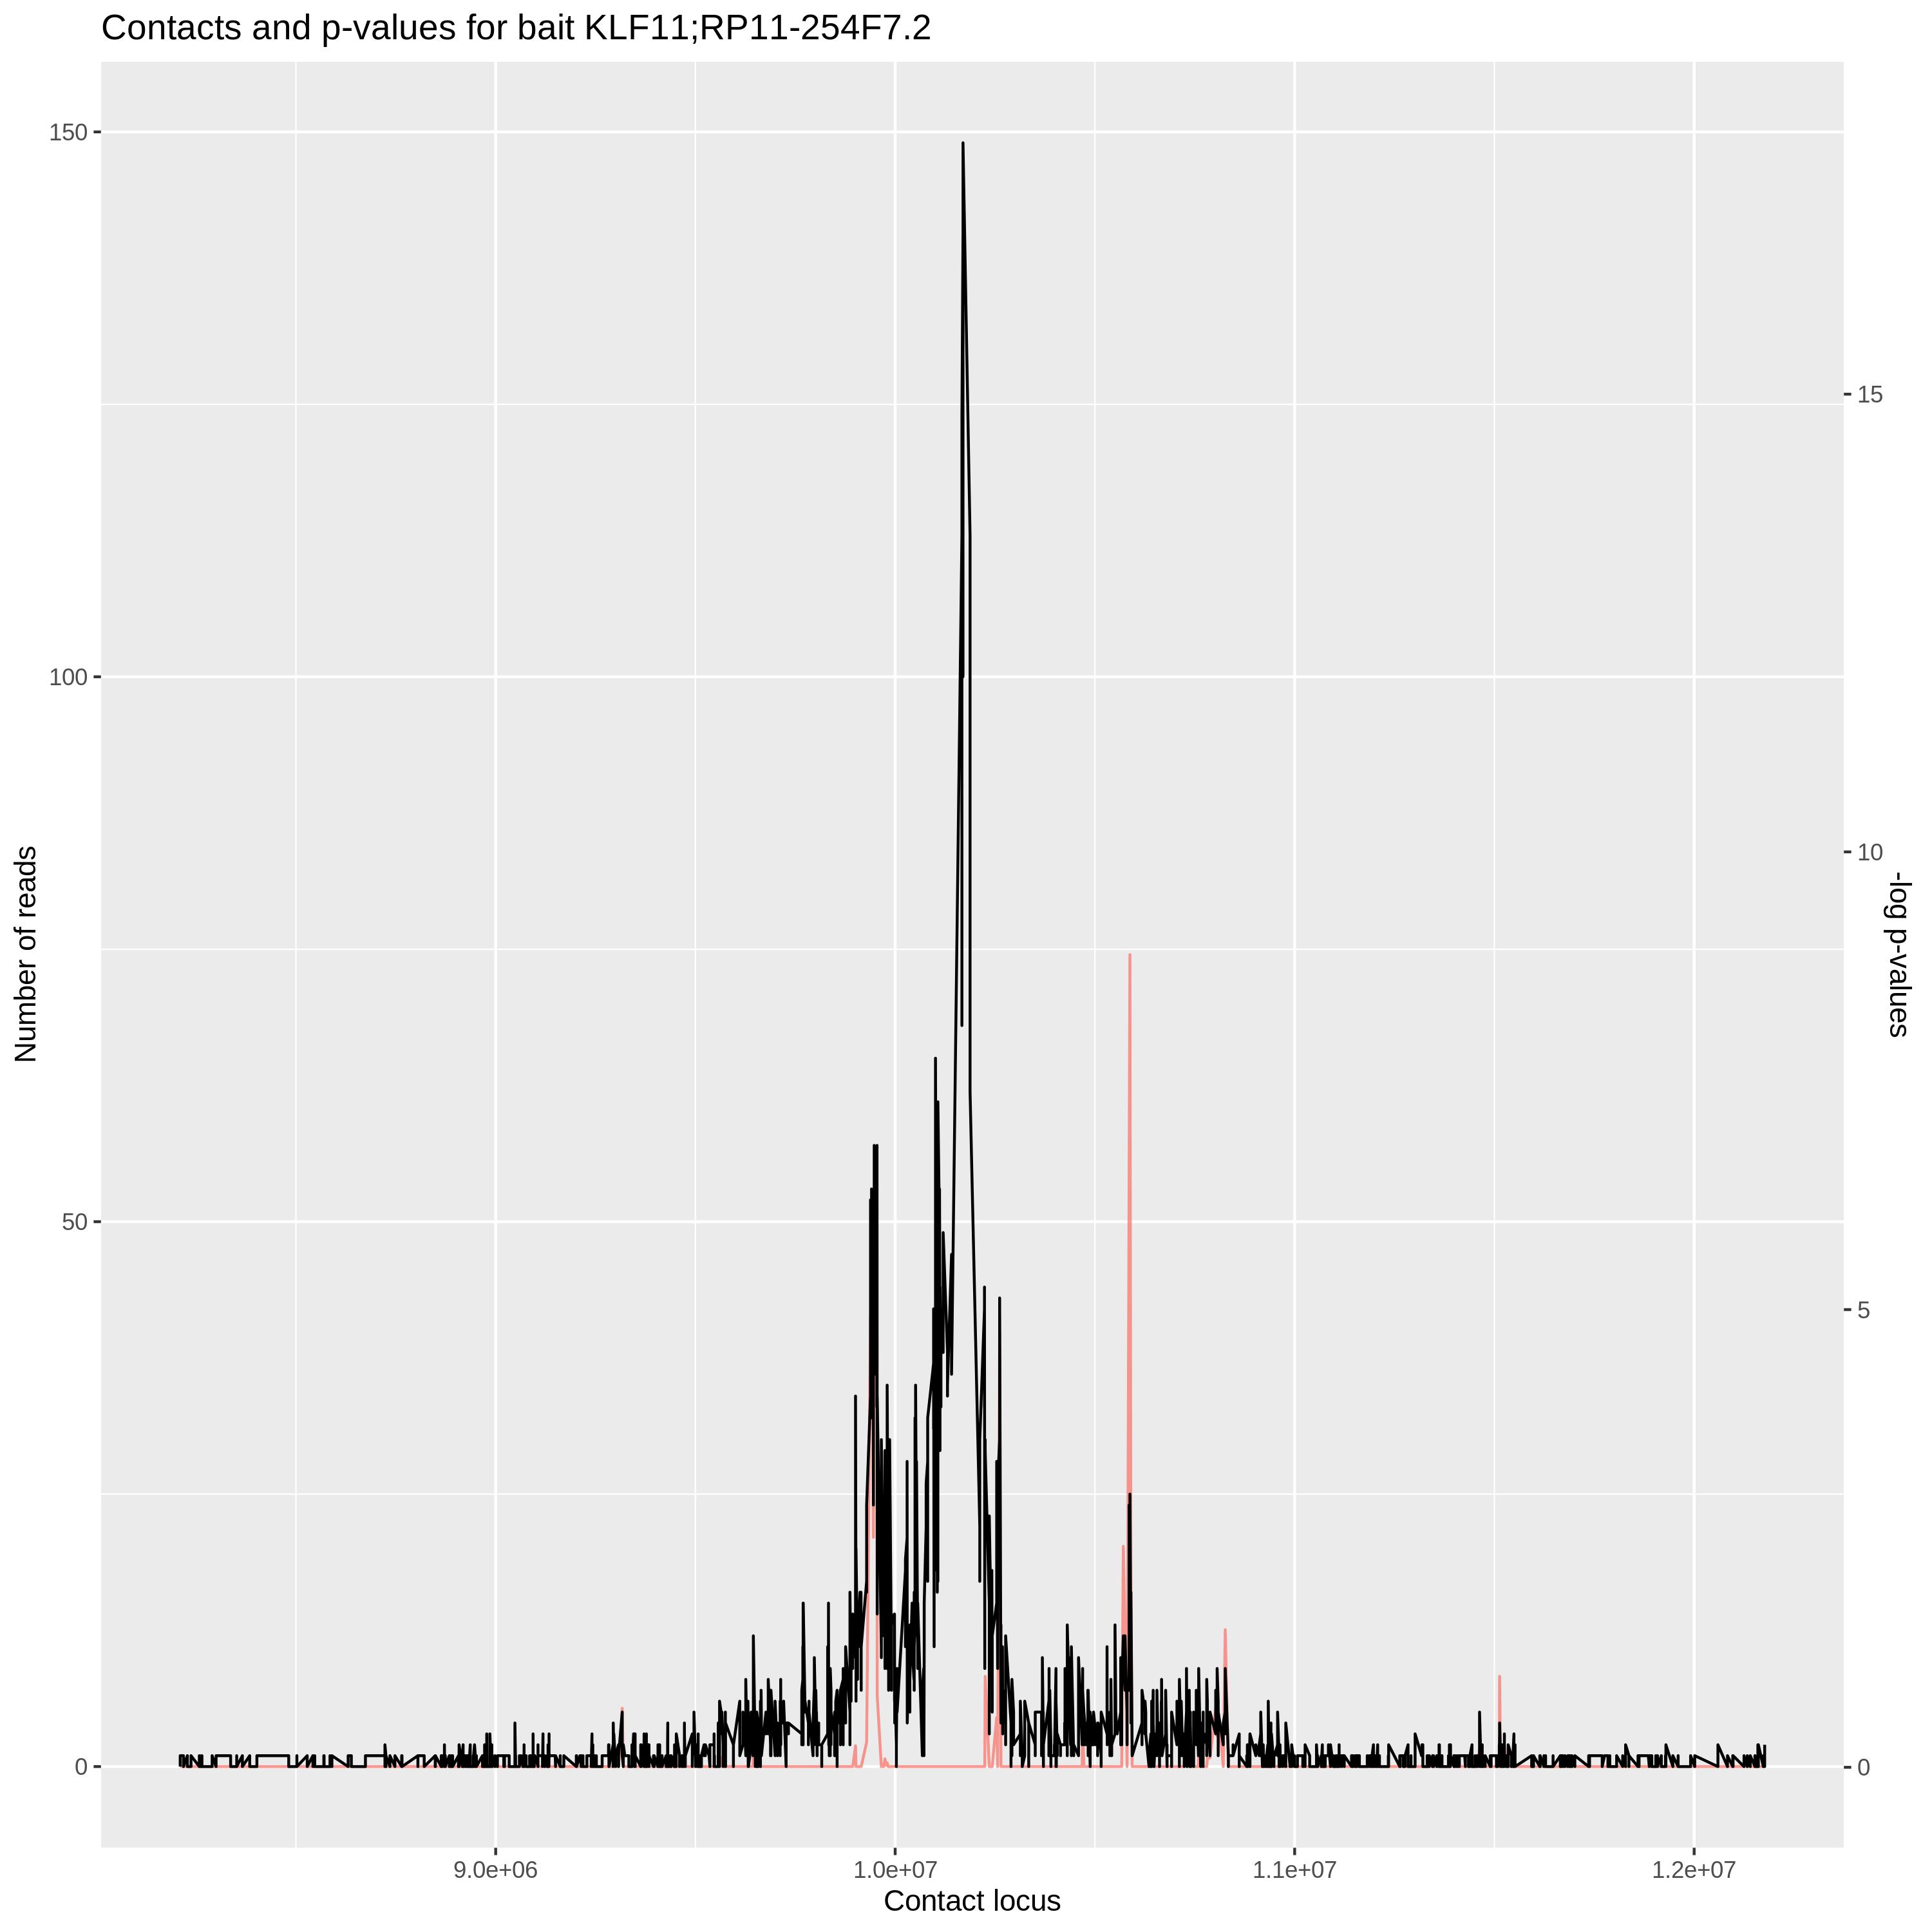 Contacts and p-values for bait KLF11;RP11-254F7.2
150
100
50
0
Number of reads
15
10
5
0
-log p-values
9.0e+06
1.0e+07
1.1e+07
1.2e+07
Contact locus